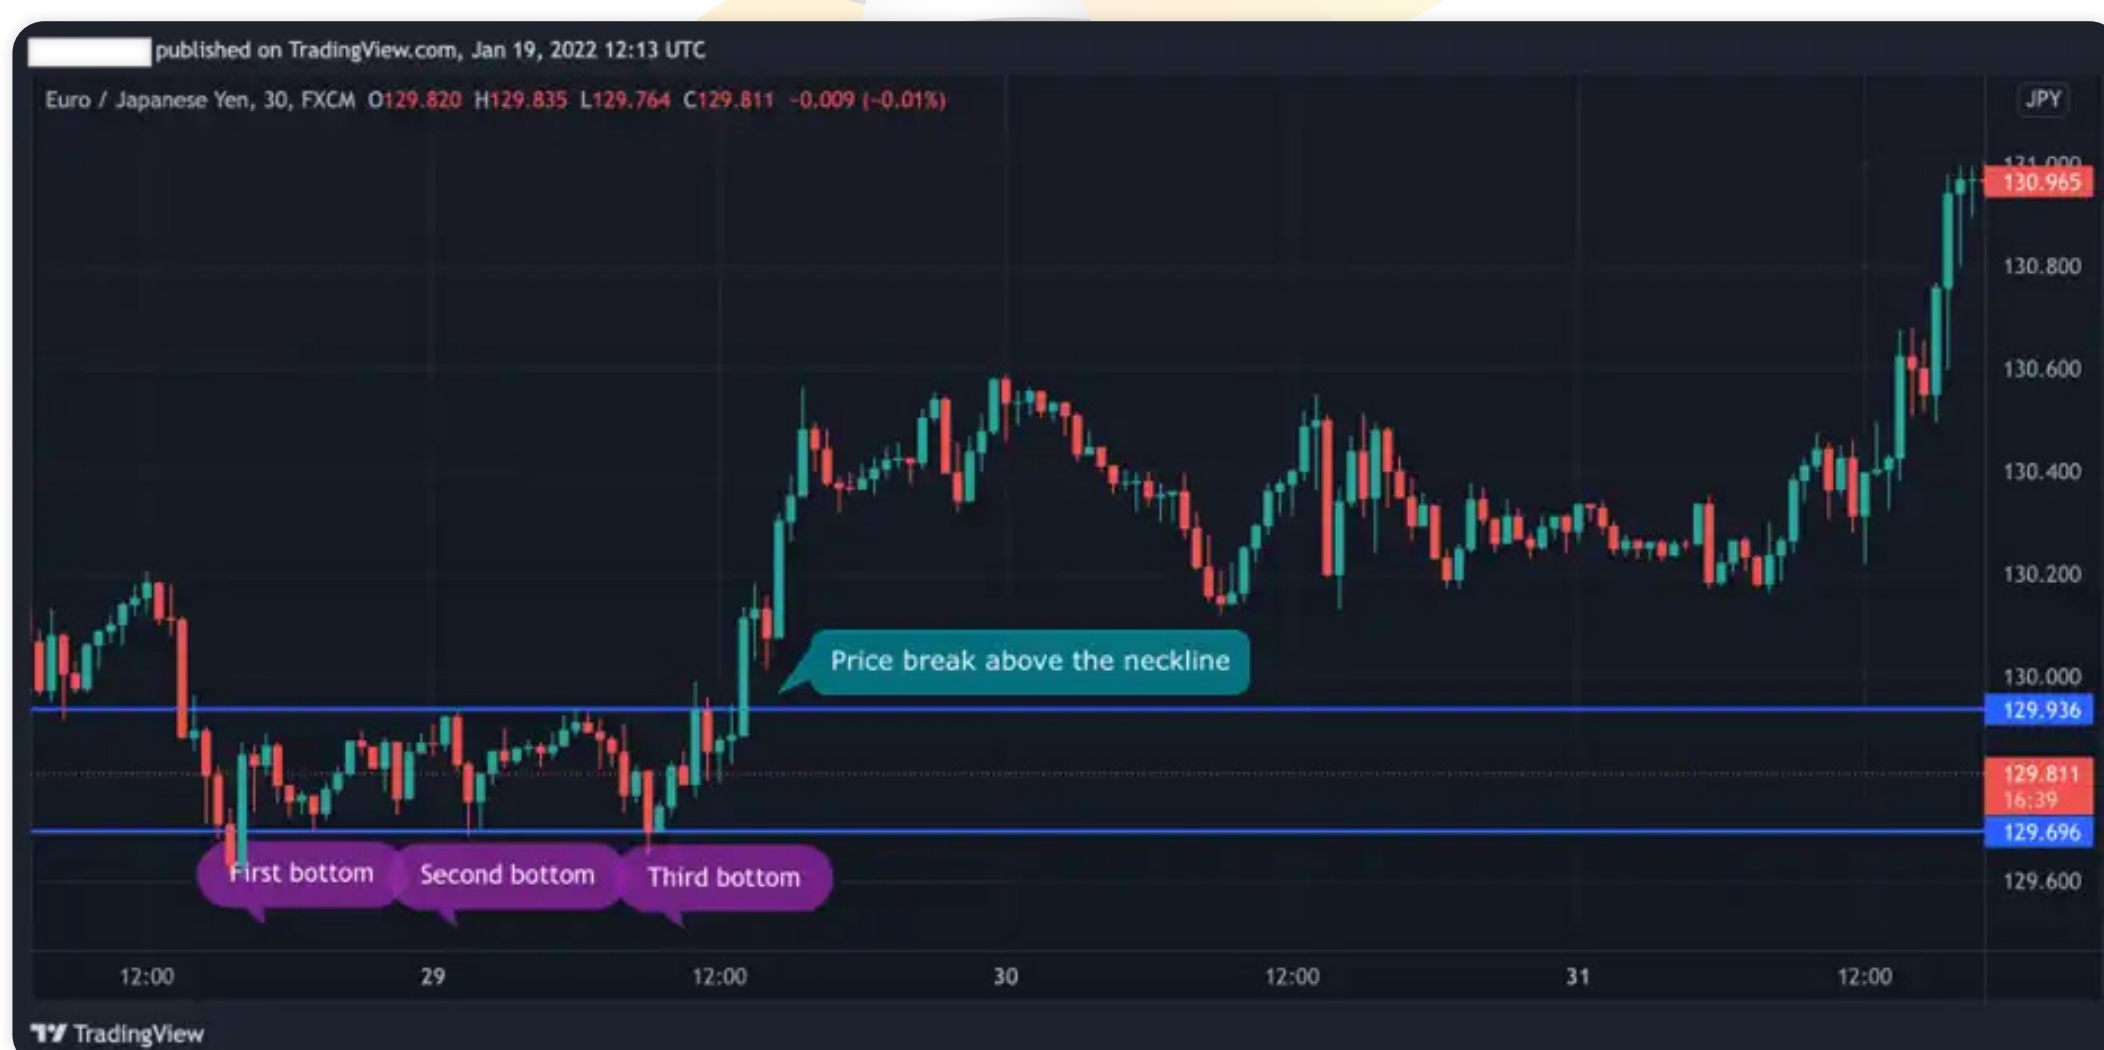 published on TradingView.com, Jan 19, 2022 12:13 UTC
Euro / Japanese Yen, 30, FXCM O129.820 H129.835 L129.764 C129.811 −0.009 (−0.01%)
JPY
131.000
130.965
130.800
130.600
130.400
130.200
Price break above the neckline
130.000
129.936
129.811
16:39
129.696
First bottom
Second bottom
Third bottom
129.600
12:00 29 12:00 30 12:00 31 12:00
TradingView